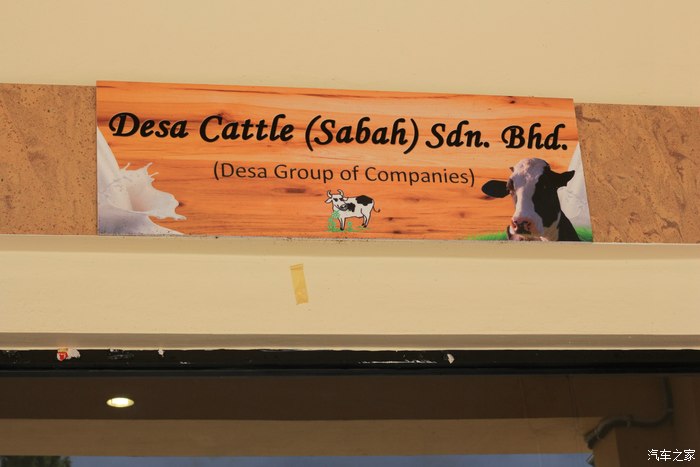 Desa Cattle (Sabah) Sdn. Bhd.
(Desa Group of Companies)
汽车之家